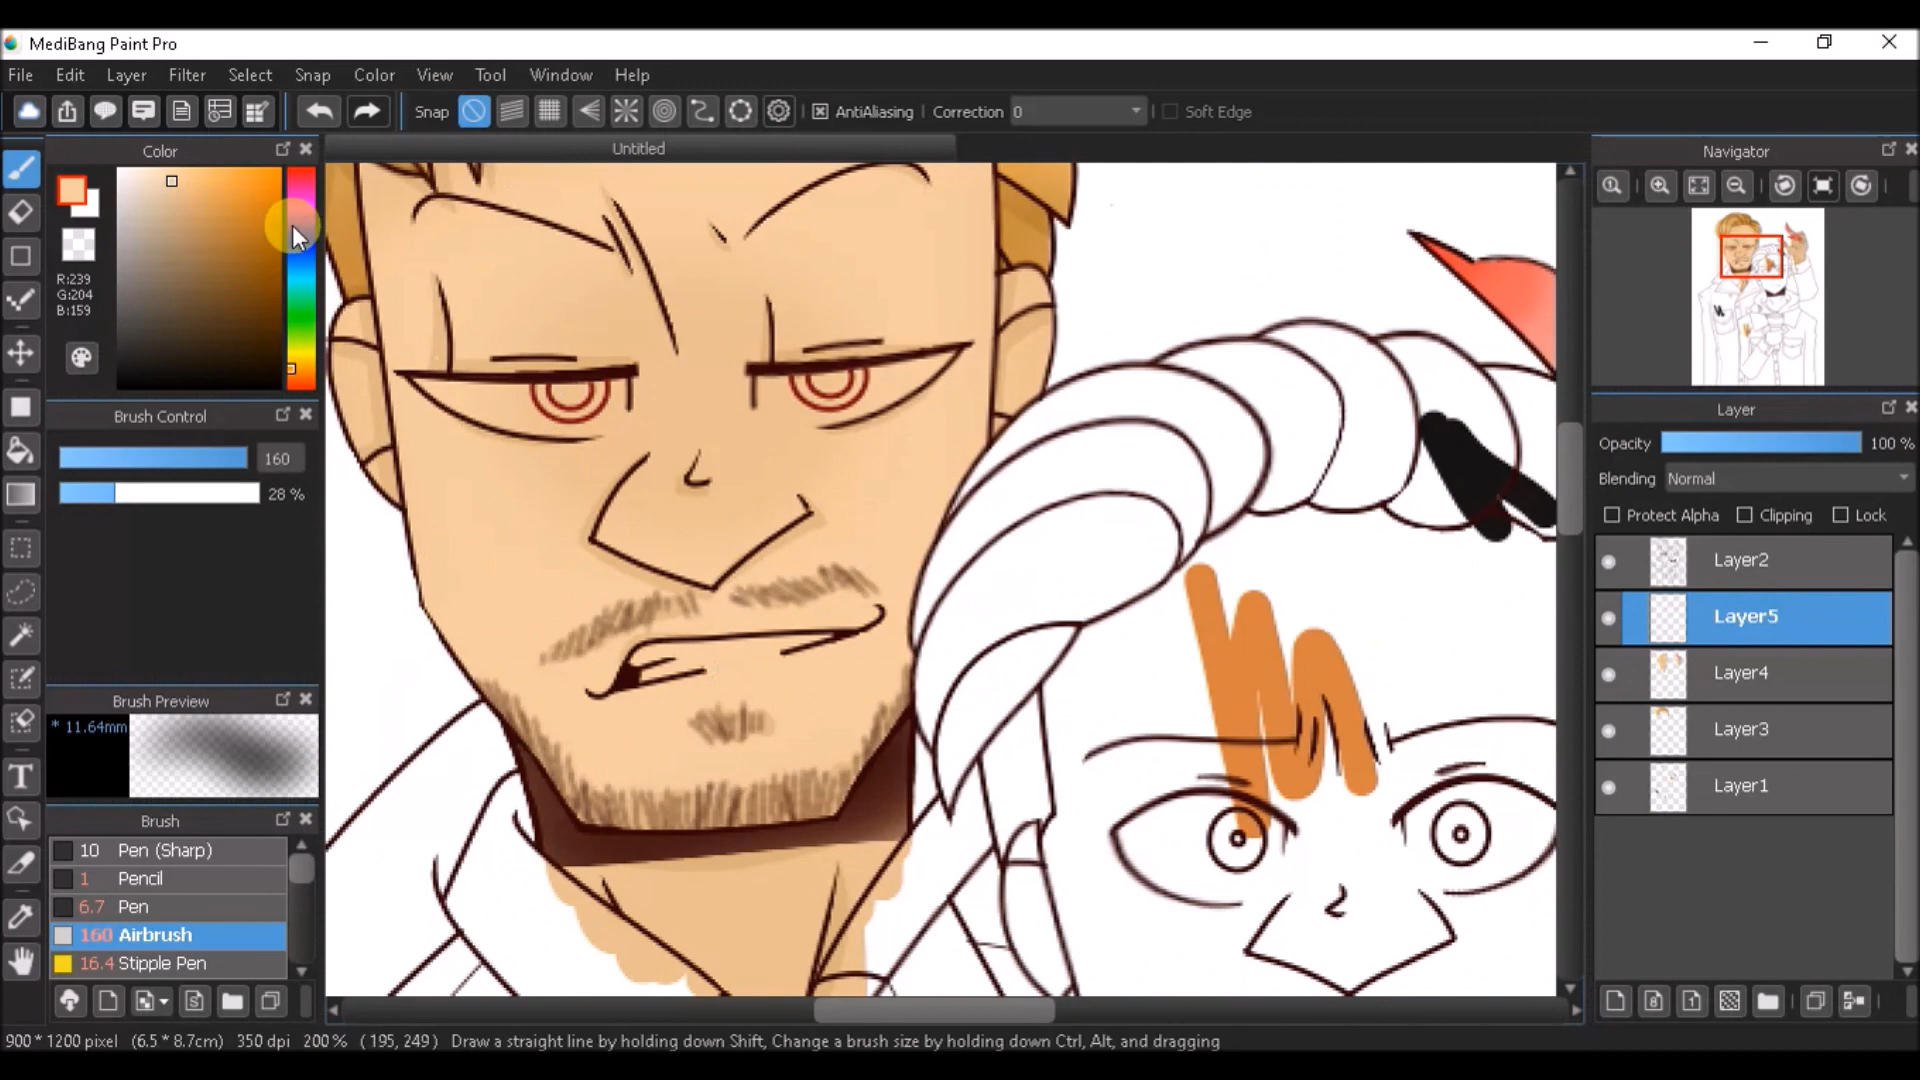 MediBang Paint Pro
File Edit Layer Filter Select Snap Color View Tool Window Help
Snap AntiAliasing Correction 0 Soft Edge
Color
Untitled
Navigator
R:239
G:204
B:159
Brush Control
160
28 %
Layer
Opacity 100 %
Blending Normal
Protect Alpha Clipping Lock
Layer2
Layer5
Layer4
Layer3
Layer1
Brush Preview
* 11.64mm
Brush
10 Pen (Sharp)
1 Pencil
6.7 Pen
160 Airbrush
16.4 Stipple Pen
900 * 1200 pixel (6.5 * 8.7cm) 350 dpi 200 % ( 195, 249 ) Draw a straight line by holding down Shift, Change a brush size by holding down Ctrl, Alt, and dragging